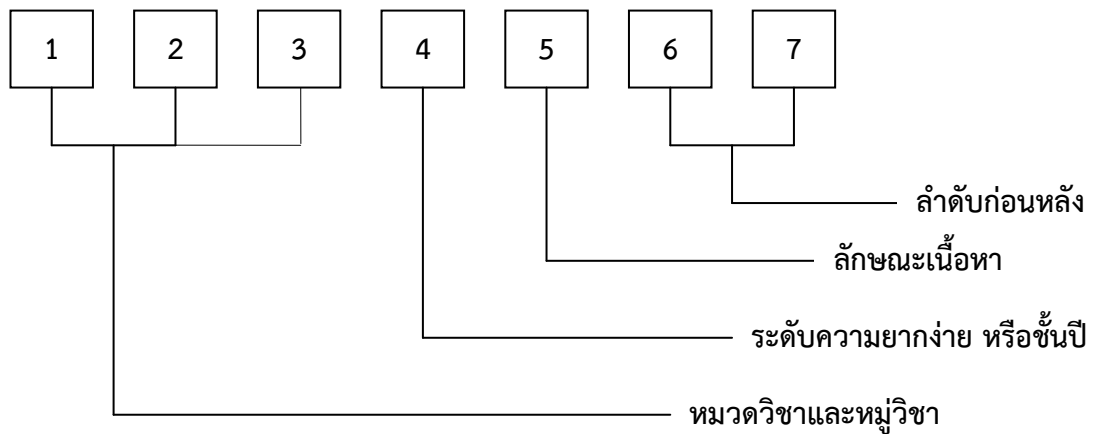 1 2 3 4 5 6 7
ลำดับก่อนหลัง
ลักษณะเนื้อหา
ระดับความยากง่าย หรือชั้นปี
หมวดวิชาและหมู่วิชา